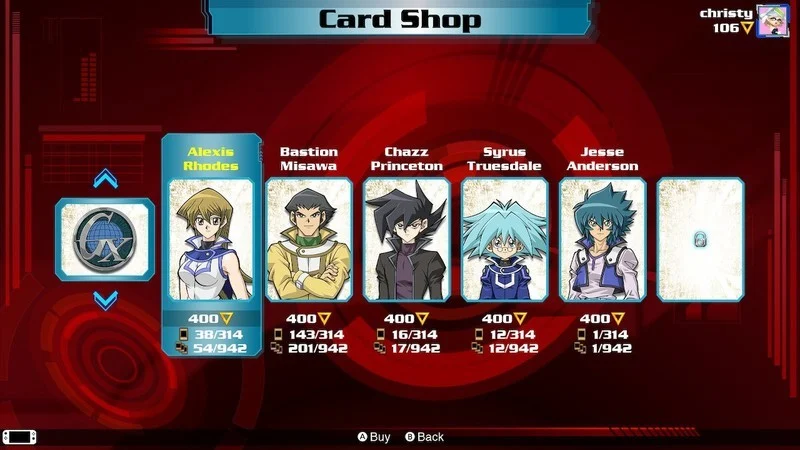 Card Shop
christy
106
Alexis Rhodes
Bastion Misawa
Chazz Princeton
Syrus Truesdale
Jesse Anderson
GX
400 400 400 400 400
38/314 143/314 16/314 12/314 1/314
54/942 201/942 17/942 12/942 1/942
A Buy B Back